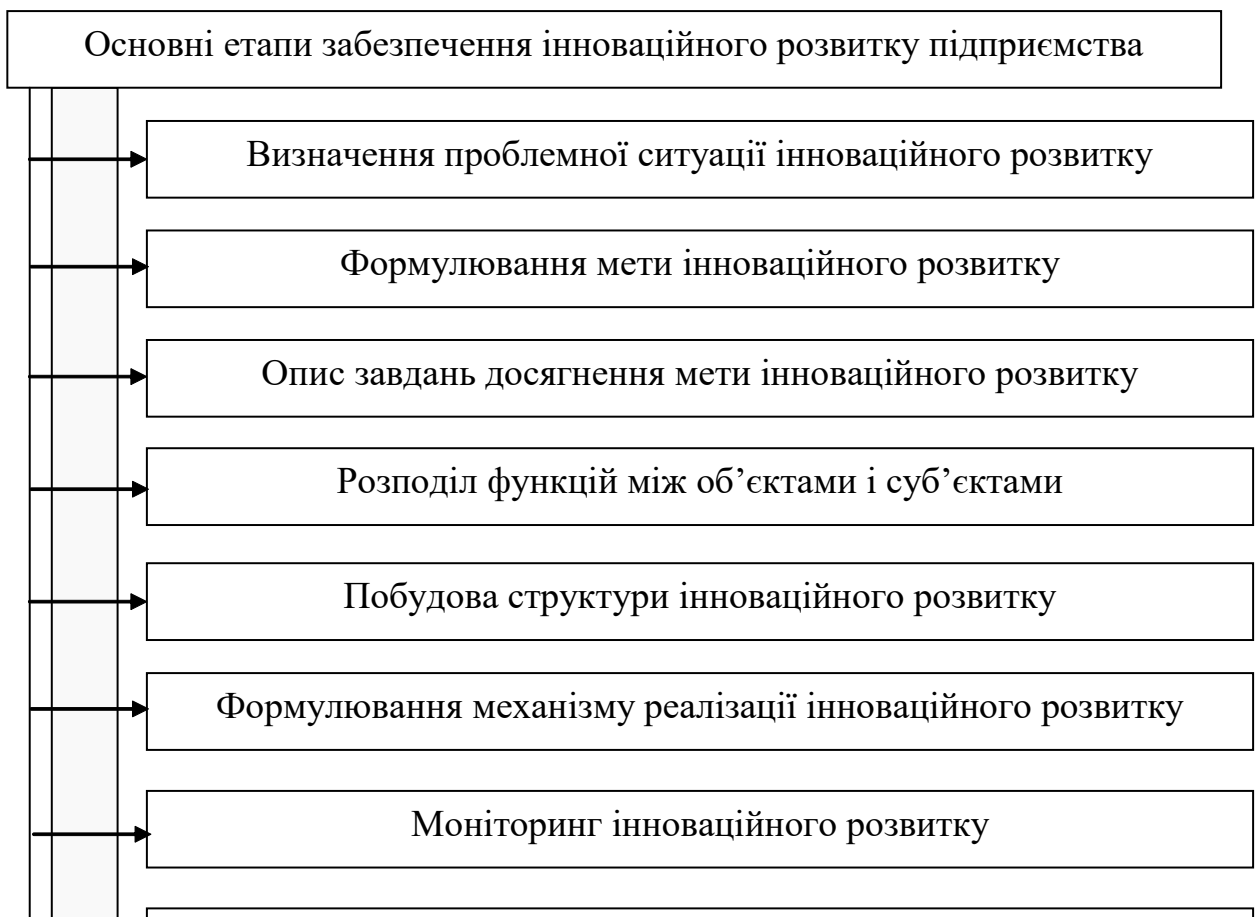 Основні етапи забезпечення інноваційного розвитку підприємства
Визначення проблемної ситуації інноваційного розвитку
Формулювання мети інноваційного розвитку
Опис завдань досягнення мети інноваційного розвитку
Розподіл функцій між об’єктами і суб’єктами
Побудова структури інноваційного розвитку
Формулювання механізму реалізації інноваційного розвитку
Моніторинг інноваційного розвитку